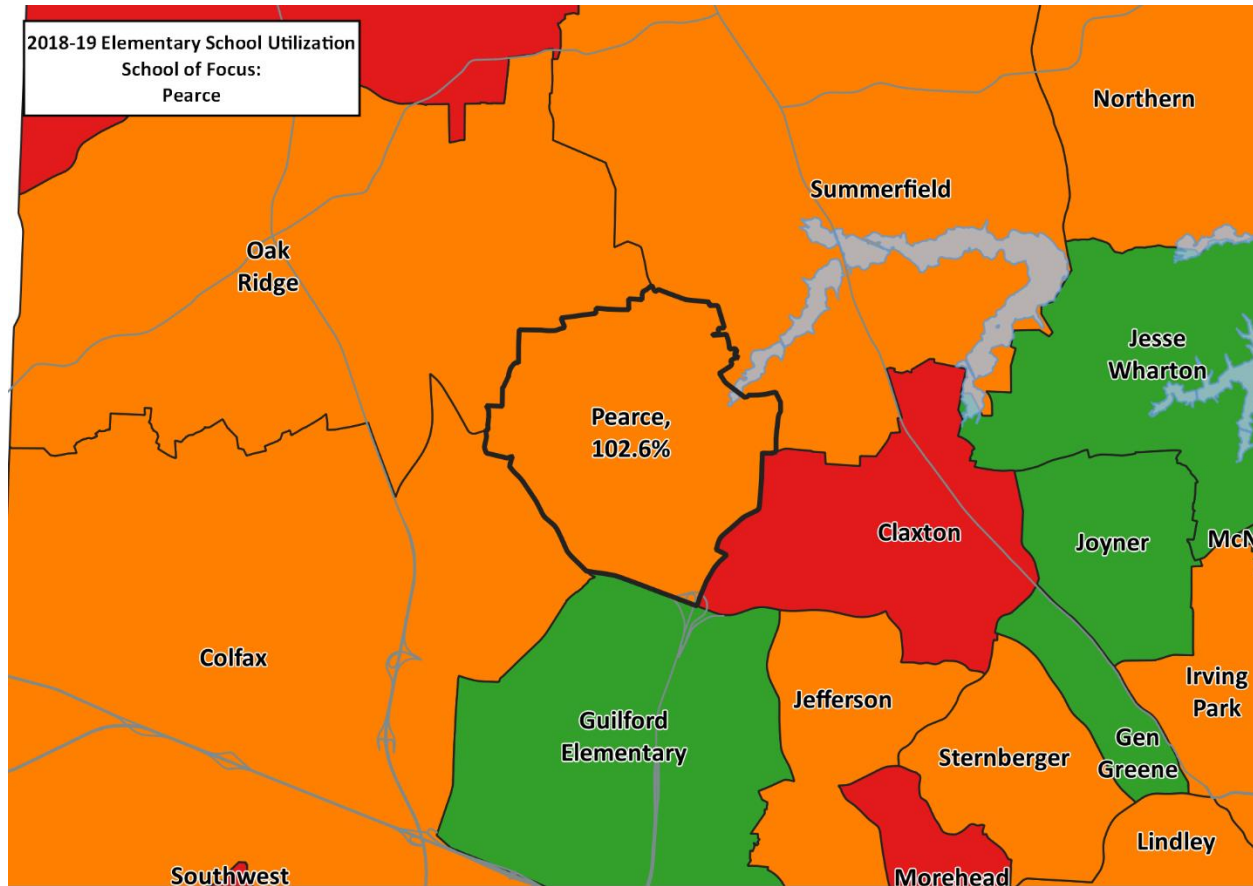 2018-19 Elementary School Utilization
School of Focus:
Pearce
Northern
Summerfield
Oak
Ridge
Jesse
Wharton
Pearce,
102.6%
Claxton
Joyner
McN
Colfax
Guilford
Elementary
Jefferson
Irving
Park
Gen
Greene
Sternberger
Lindley
Southwest
Morehead